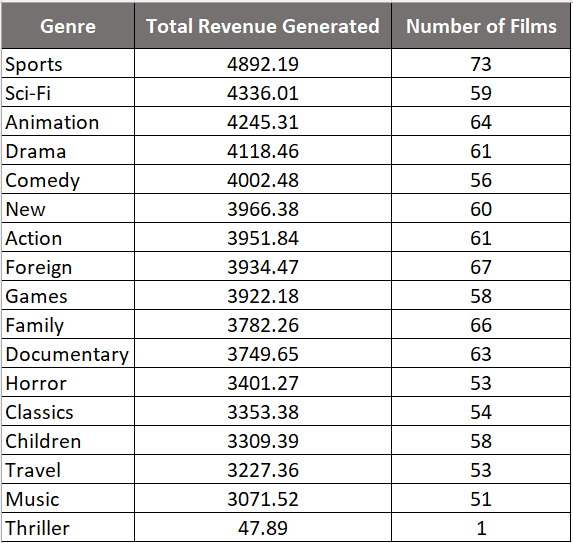 Genre Total Revenue Generated Number of Films
Sports 4892.19 73
Sci-Fi 4336.01 59
Animation 4245.31 64
Drama 4118.46 61
Comedy 4002.48 56
New 3966.38 60
Action 3951.84 61
Foreign 3934.47 67
Games 3922.18 58
Family 3782.26 66
Documentary 3749.65 63
Horror 3401.27 53
Classics 3353.38 54
Children 3309.39 58
Travel 3227.36 53
Music 3071.52 51
Thriller 47.89 1